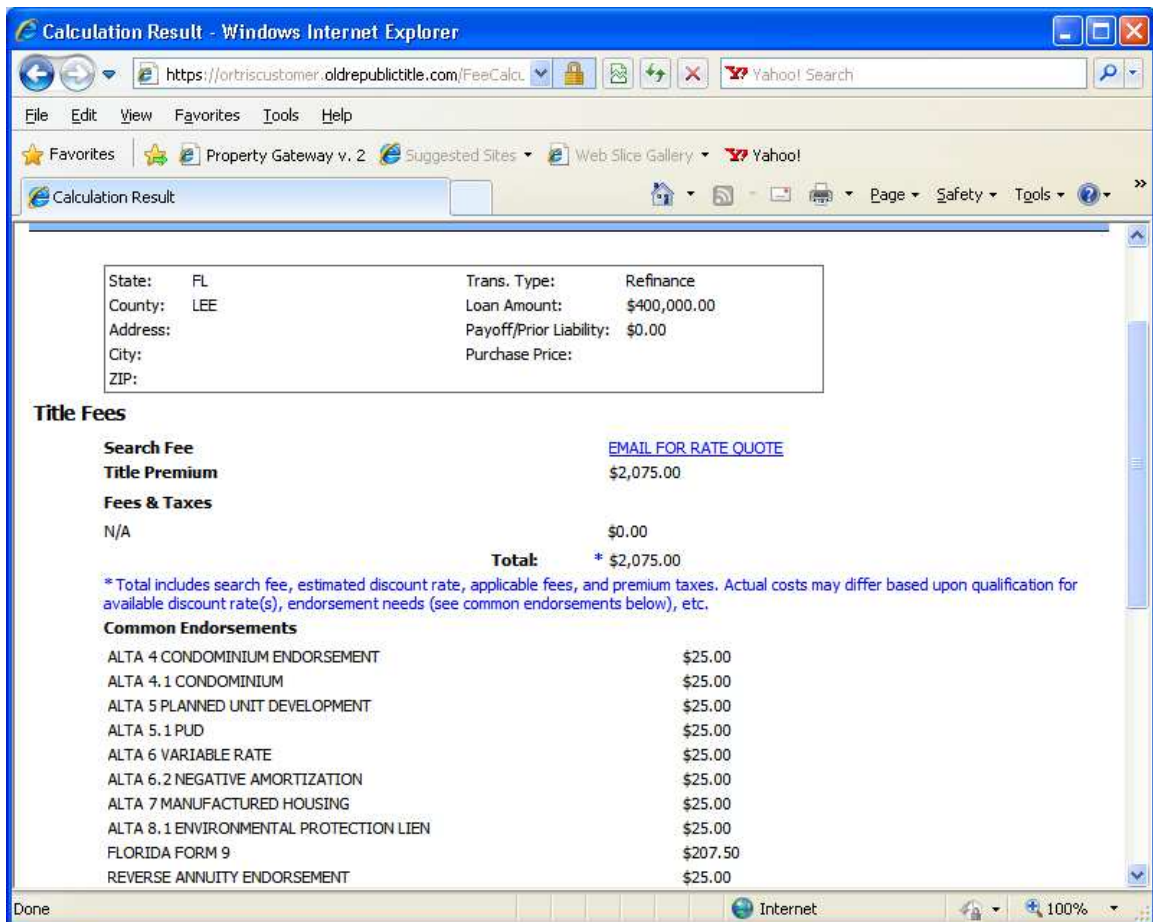 Calculation Result - Windows Internet Explorer
https://ortriscustomer.oldrepublictitle.com/FeeCalcu Yahoo! Search
File Edit View Favorites Tools Help
Favorites Property Gateway v. 2 Suggested Sites Web Slice Gallery Yahoo!
Calculation Result Page Safety Tools »
State: FL Trans. Type: Refinance
County: LEE Loan Amount: $400,000.00
Address: Payoff/Prior Liability: $0.00
City: Purchase Price:
ZIP:
Title Fees
Search Fee EMAIL FOR RATE QUOTE
Title Premium $2,075.00
Fees & Taxes
N/A $0.00
Total: * $2,075.00
* Total includes search fee, estimated discount rate, applicable fees, and premium taxes. Actual costs may differ based upon qualification for
available discount rate(s), endorsement needs (see common endorsements below), etc.
Common Endorsements
ALTA 4 CONDOMINIUM ENDORSEMENT $25.00
ALTA 4.1 CONDOMINIUM $25.00
ALTA 5 PLANNED UNIT DEVELOPMENT $25.00
ALTA 5.1 PUD $25.00
ALTA 6 VARIABLE RATE $25.00
ALTA 6.2 NEGATIVE AMORTIZATION $25.00
ALTA 7 MANUFACTURED HOUSING $25.00
ALTA 8.1 ENVIRONMENTAL PROTECTION LIEN $25.00
FLORIDA FORM 9 $207.50
REVERSE ANNUITY ENDORSEMENT $25.00
Done Internet 100%